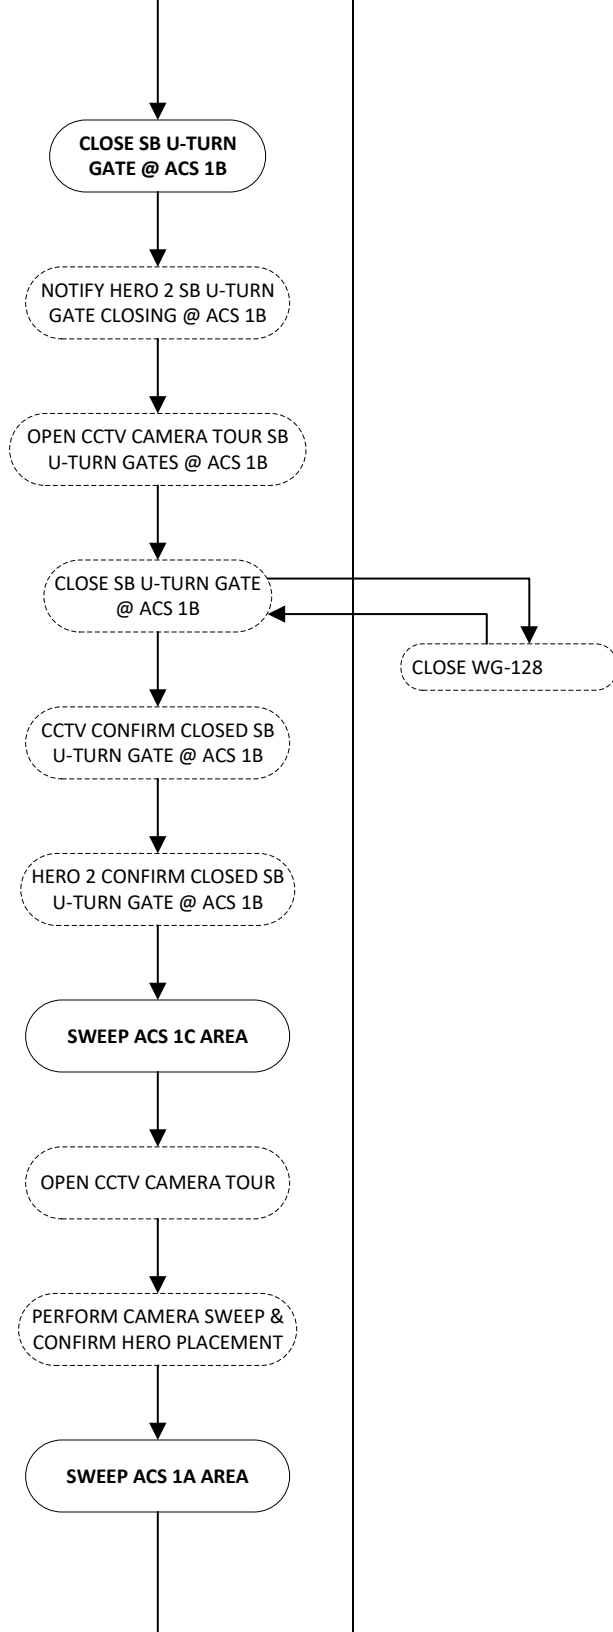 CLOSE SB U-TURN
GATE @ ACS 1B
NOTIFY HERO 2 SB U-TURN
GATE CLOSING @ ACS 1B
OPEN CCTV CAMERA TOUR SB
U-TURN GATES @ ACS 1B
CLOSE SB U-TURN GATE
@ ACS 1B
CLOSE WG-128
CCTV CONFIRM CLOSED SB
U-TURN GATE @ ACS 1B
HERO 2 CONFIRM CLOSED SB
U-TURN GATE @ ACS 1B
SWEEP ACS 1C AREA
OPEN CCTV CAMERA TOUR
PERFORM CAMERA SWEEP &
CONFIRM HERO PLACEMENT
SWEEP ACS 1A AREA